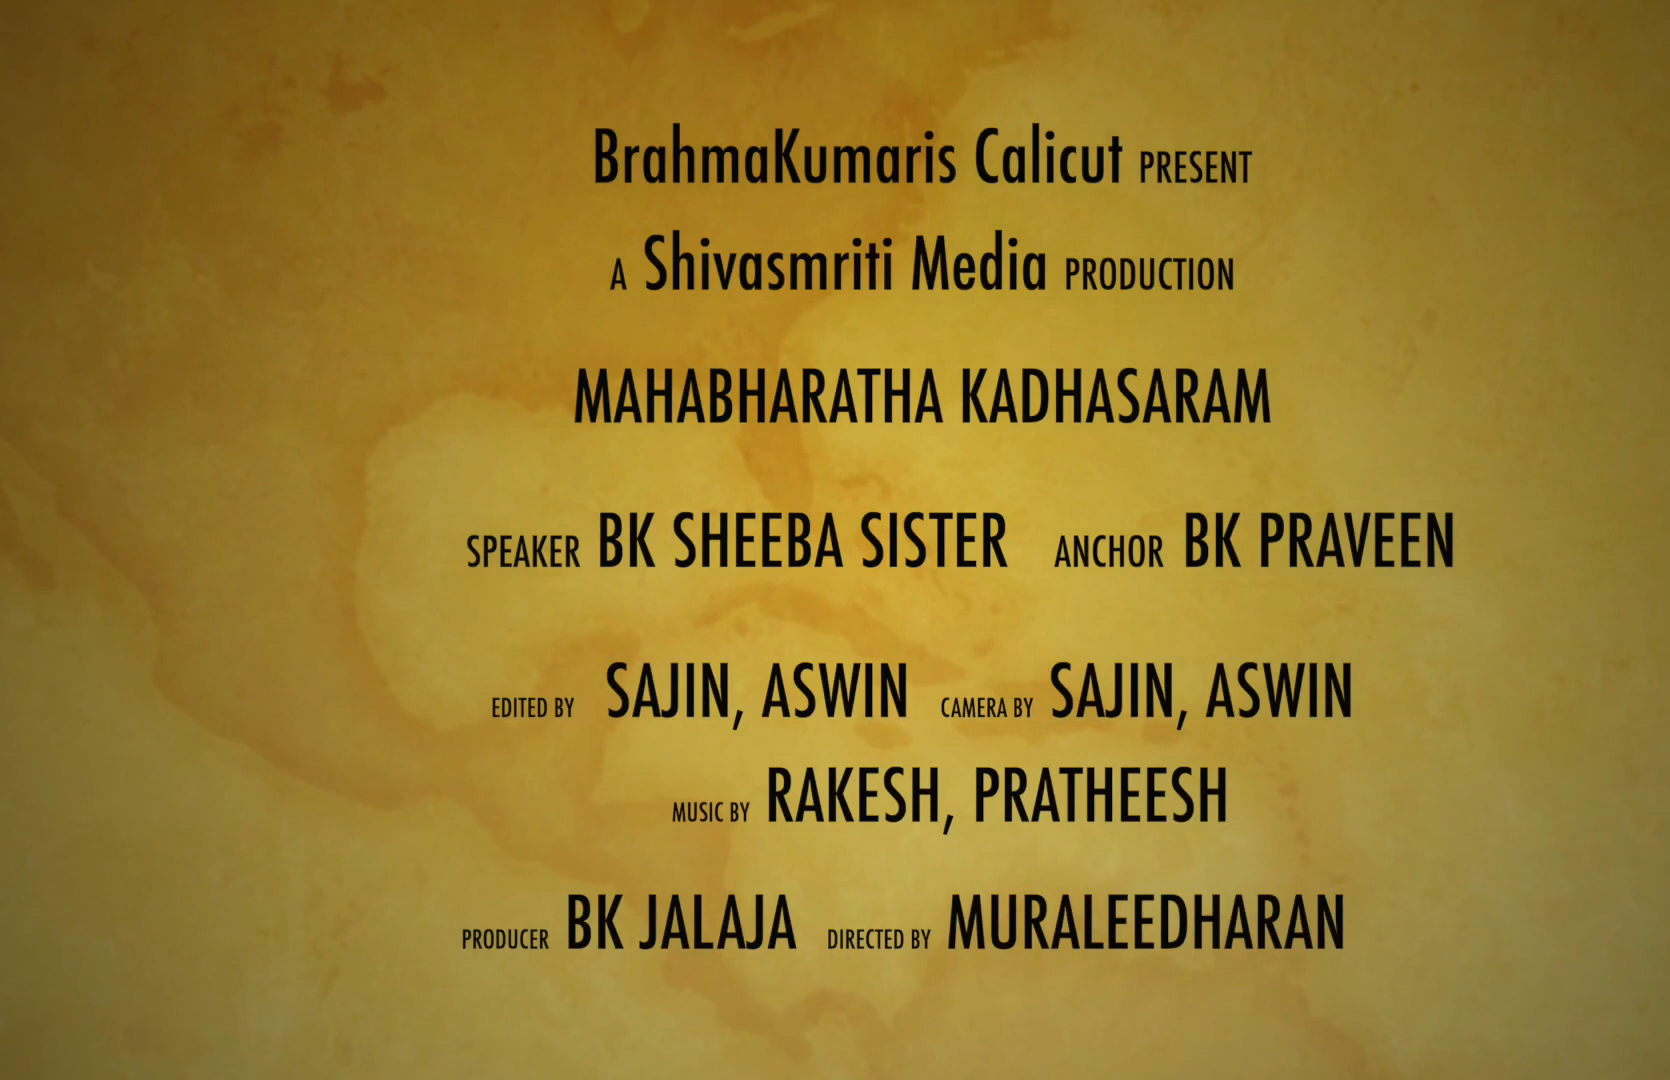 BrahmaKumaris Calicut PRESENT
A Shivasmriti Media PRODUCTION
MAHABHARATHA KADHASARAM
SPEAKER BK SHEEBA SISTER ANCHOR BK PRAVEEN
EDITED BY SAJIN, ASWIN CAMERA BY SAJIN, ASWIN
MUSIC BY RAKESH, PRATHEESH
PRODUCER BK JALAJA DIRECTED BY MURALEEDHARAN